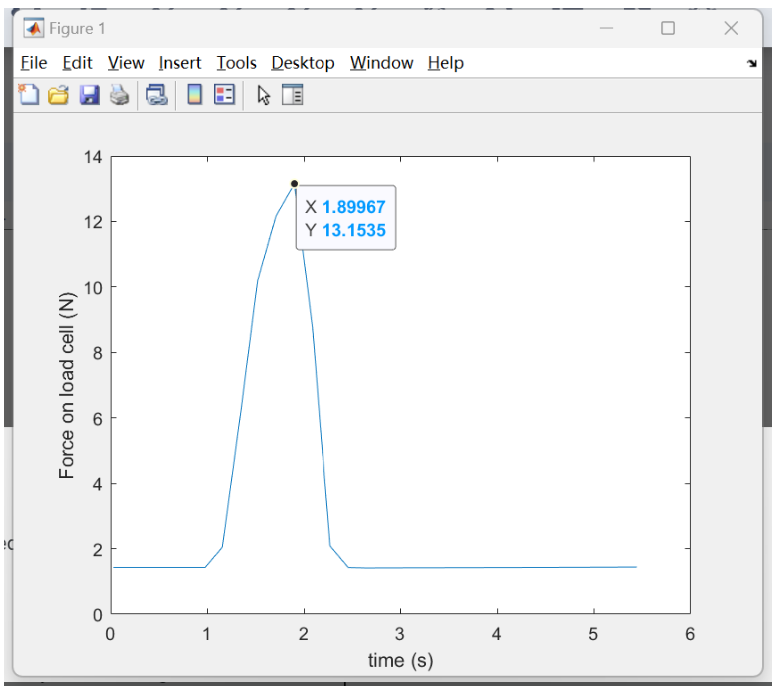 Figure 1
File Edit View Insert Tools Desktop Window Help
14
12
10
8
6
4
2
0
X 1.89967
Y 13.1535
Force on load cell (N)
0 1 2 3 4 5 6
time (s)